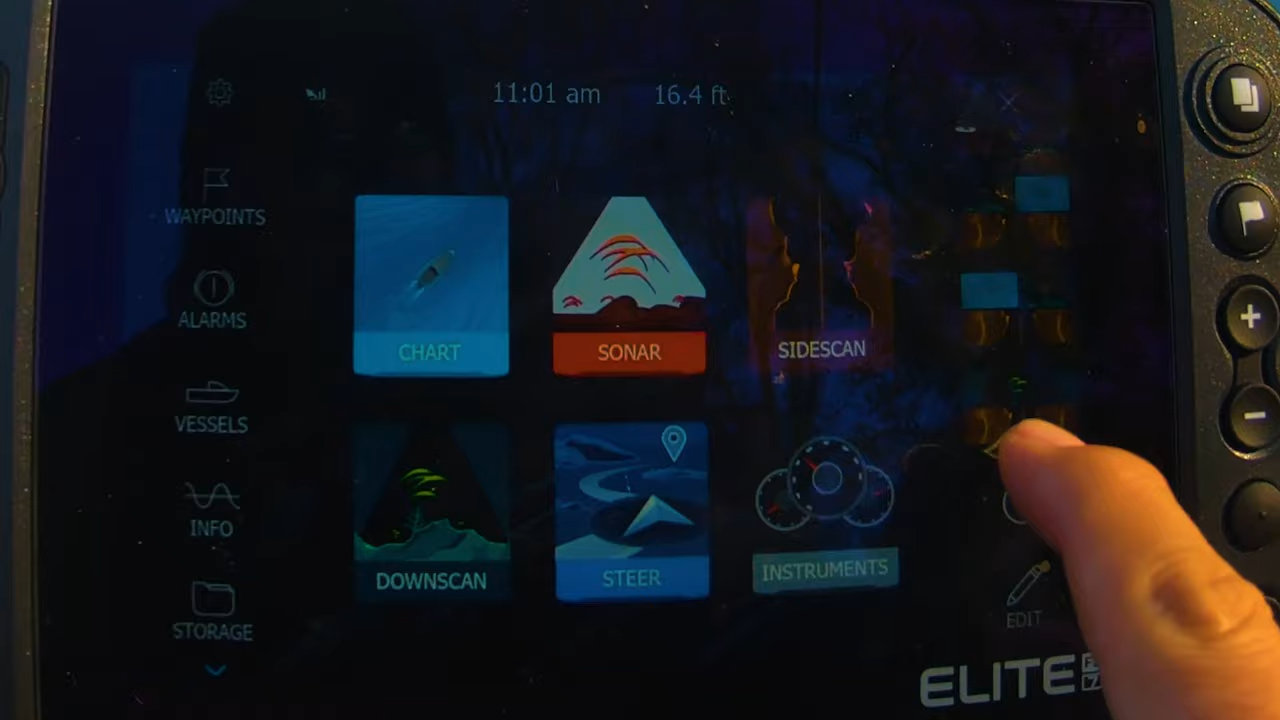 11:01 am 16.4 ft
WAYPOINTS
ALARMS
VESSELS
INFO
STORAGE
CHART SONAR SIDESCAN
DOWNSCAN STEER INSTRUMENTS
EDIT
ELITE